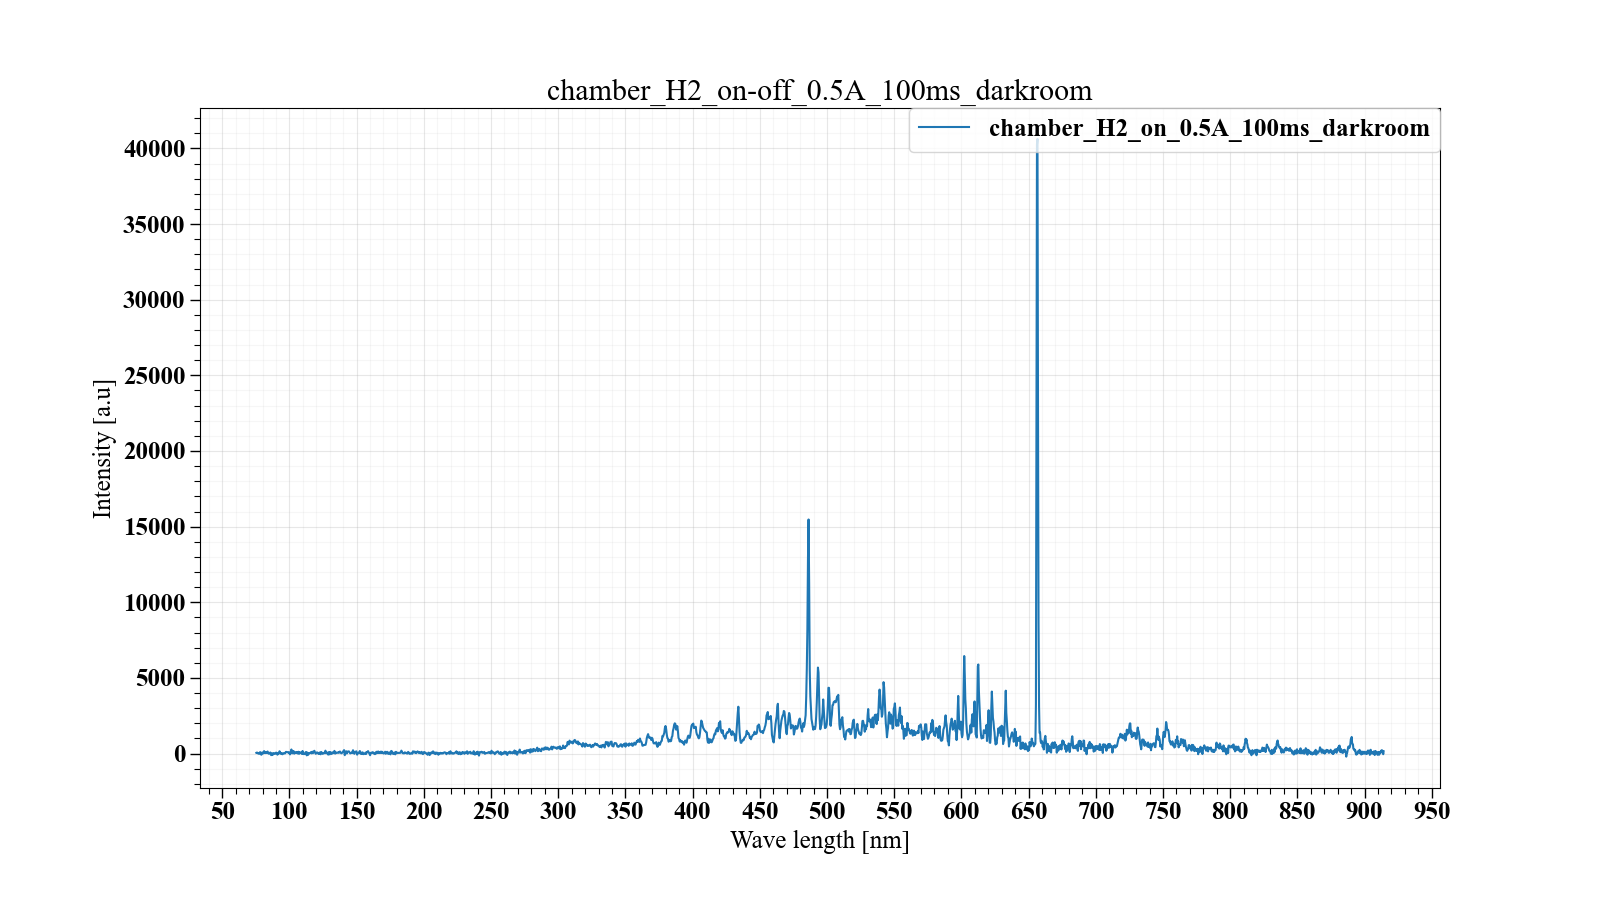 chamber_H2_on-off_0.5A_100ms_darkroom
chamber_H2_on_0.5A_100ms_darkroom
40000
35000
30000
25000
20000
15000
10000
5000
0
Intensity [a.u]
50 100 150 200 250 300 350 400 450 500 550 600 650 700 750 800 850 900 950
Wave length [nm]